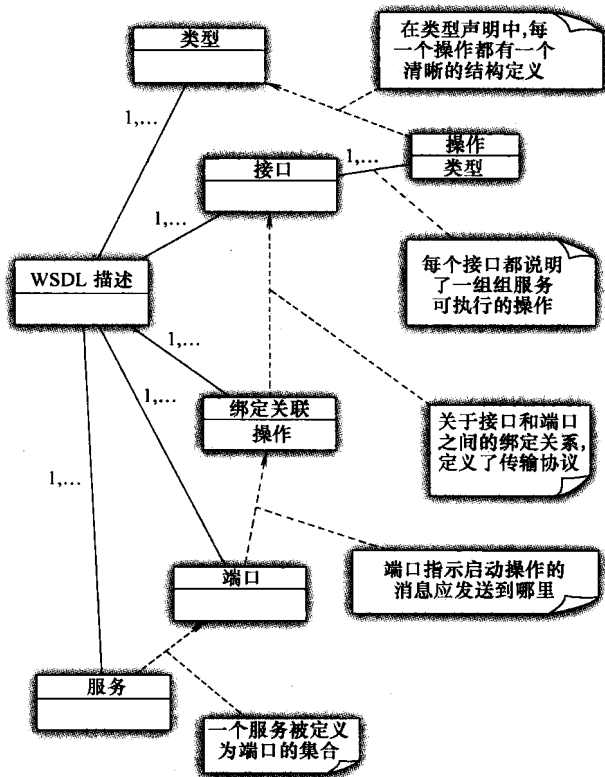 类型
在类型声明中,每
一个操作都有一个
清晰的结构定义
1,...
操作
类型
接口
1,...
1,...
WSDL 描述
每个接口都说明
了一组组服务
可执行的操作
1,...
1,...
绑定关联
操作
关于接口和端口
之间的绑定关系,
定义了传输协议
1,...
端口
端口指示启动操作的
消息应发送到哪里
服务
一个服务被定义
为端口的集合